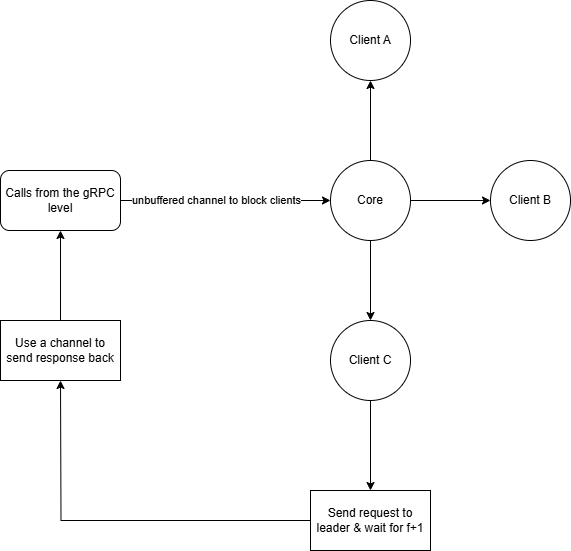 Client A
Calls from the gRPC
level
unbuffered channel to block clients
Core
Client B
Use a channel to
send response back
Client C
Send request to
leader & wait for f+1